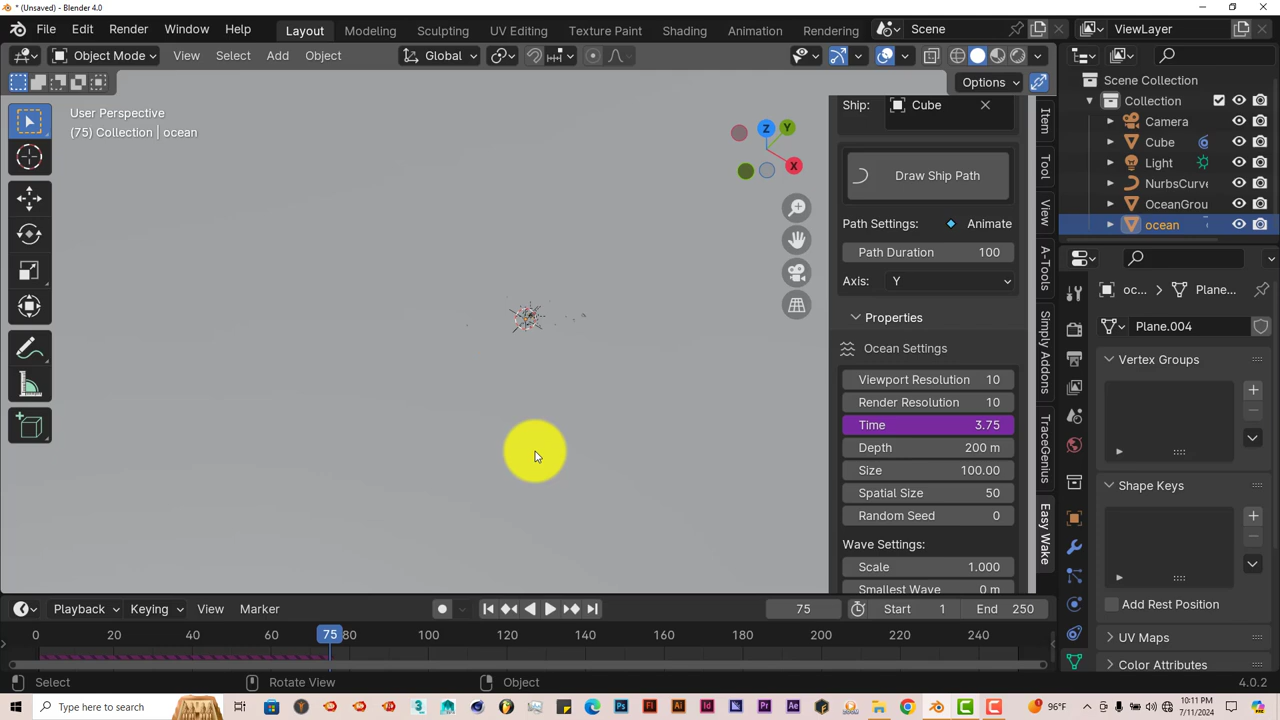 * (Unsaved) - Blender 4.0
File Edit Render Window Help
Layout Modeling Sculpting UV Editing Texture Paint Shading Animation Rendering
Scene
ViewLayer
Object Mode View Select Add Object
Global
Options
User Perspective
(75) Collection | ocean
Z
Y
X
Ship: Cube
Draw Ship Path
Path Settings: Animate
Path Duration 100
Axis: Y
Properties
Ocean Settings
Viewport Resolution 10
Render Resolution 10
Time 3.75
Depth 200 m
Size 100.00
Spatial Size 50
Random Seed 0
Wave Settings:
Scale 1.000
Smallest Wave 0 m
Item
Tool
View
A-Tools
Simply Addons
TraceGenius
Easy Wake
Scene Collection
Collection
Camera
Cube
Light
NurbsCurve
OceanGrou
ocean
oc... Plane...
Plane.004
Vertex Groups
Shape Keys
Add Rest Position
UV Maps
Color Attributes
Playback Keying View Marker
75
Start 1 End 250
0 20 40 60 75 80 100 120 140 160 180 200 220 240
Select Rotate View Object
4.0.2
Type here to search
96°F
10:11 PM
7/11/2024